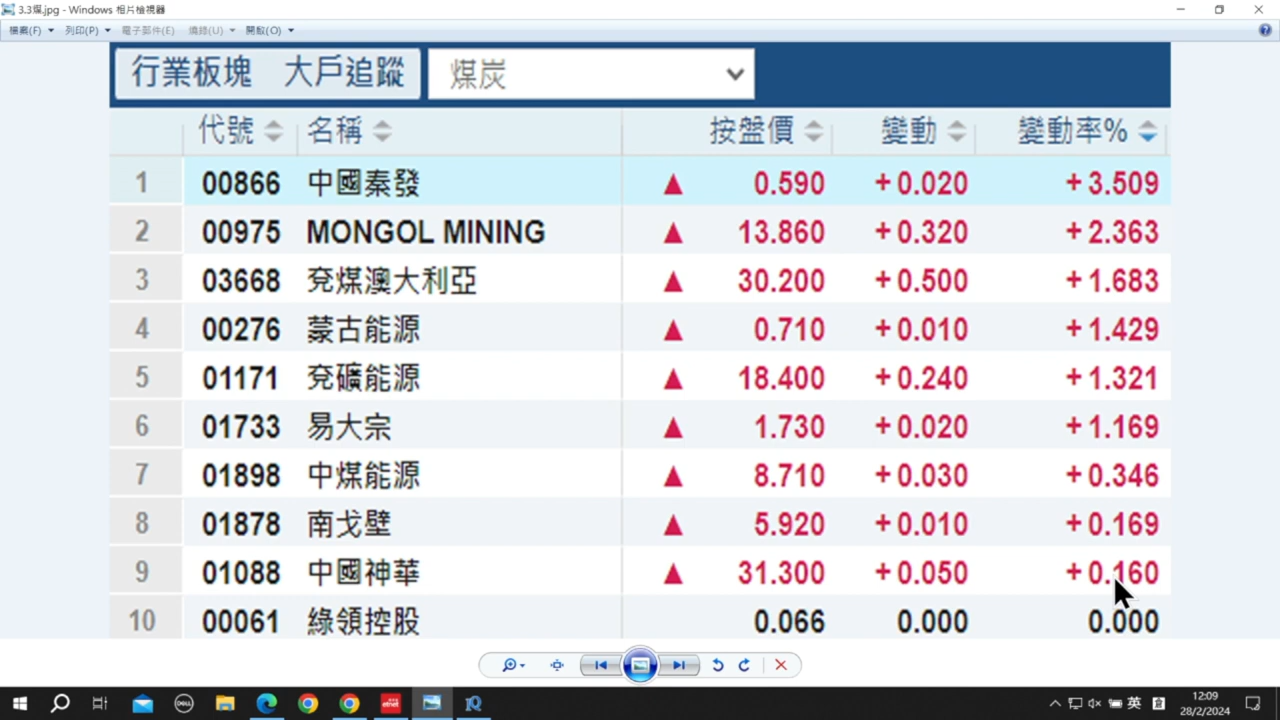 3.3煤.jpg - Windows 相片檢視器
檔案(F) 列印(P) 電子郵件(E) 燒錄(U) 開啟(O)
行業板塊 大戶追蹤 煤炭
代號 名稱 按盤價 變動 變動率%
1 00866 中國秦發 ▲ 0.590 +0.020 +3.509
2 00975 MONGOL MINING ▲ 13.860 +0.320 +2.363
3 03668 兗煤澳大利亞 ▲ 30.200 +0.500 +1.683
4 00276 蒙古能源 ▲ 0.710 +0.010 +1.429
5 01171 兗礦能源 ▲ 18.400 +0.240 +1.321
6 01733 易大宗 ▲ 1.730 +0.020 +1.169
7 01898 中煤能源 ▲ 8.710 +0.030 +0.346
8 01878 南戈壁 ▲ 5.920 +0.010 +0.169
9 01088 中國神華 ▲ 31.300 +0.050 +0.160
10 00061 綠領控股 0.066 0.000 0.000
DELL etnet 英 12:09
28/2/2024